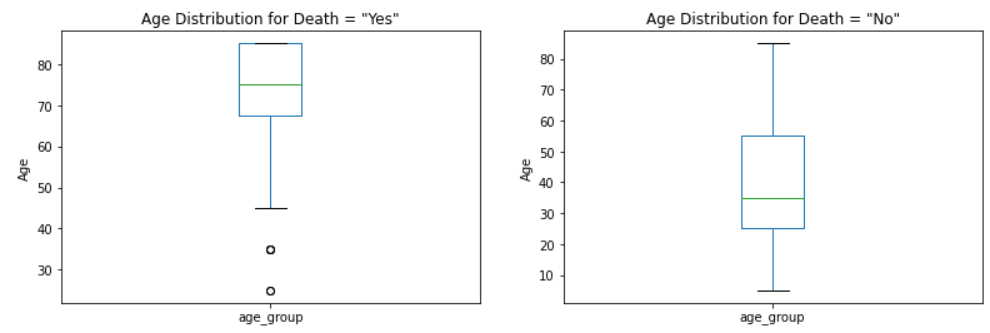 Age Distribution for Death = "Yes"
Age
80
70
60
50
40
30
age_group
Age Distribution for Death = "No"
Age
80
70
60
50
40
30
20
10
age_group